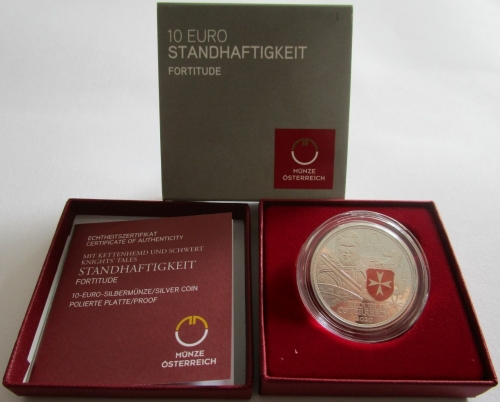 10 EURO
STANDHAFTIGKEIT
FORTITUDE
MÜNZE
ÖSTERREICH
ECHTHEITSZERTIFIKAT
CERTIFICATE OF AUTHENTICITY
MIT KETTENHEMD UND SCHWERT
KNIGHTS' TALES
STANDHAFTIGKEIT
FORTITUDE
10-EURO-SILBERMÜNZE/SILVER COIN
POLIERTE PLATTE/PROOF
MÜNZE
ÖSTERREICH
2020